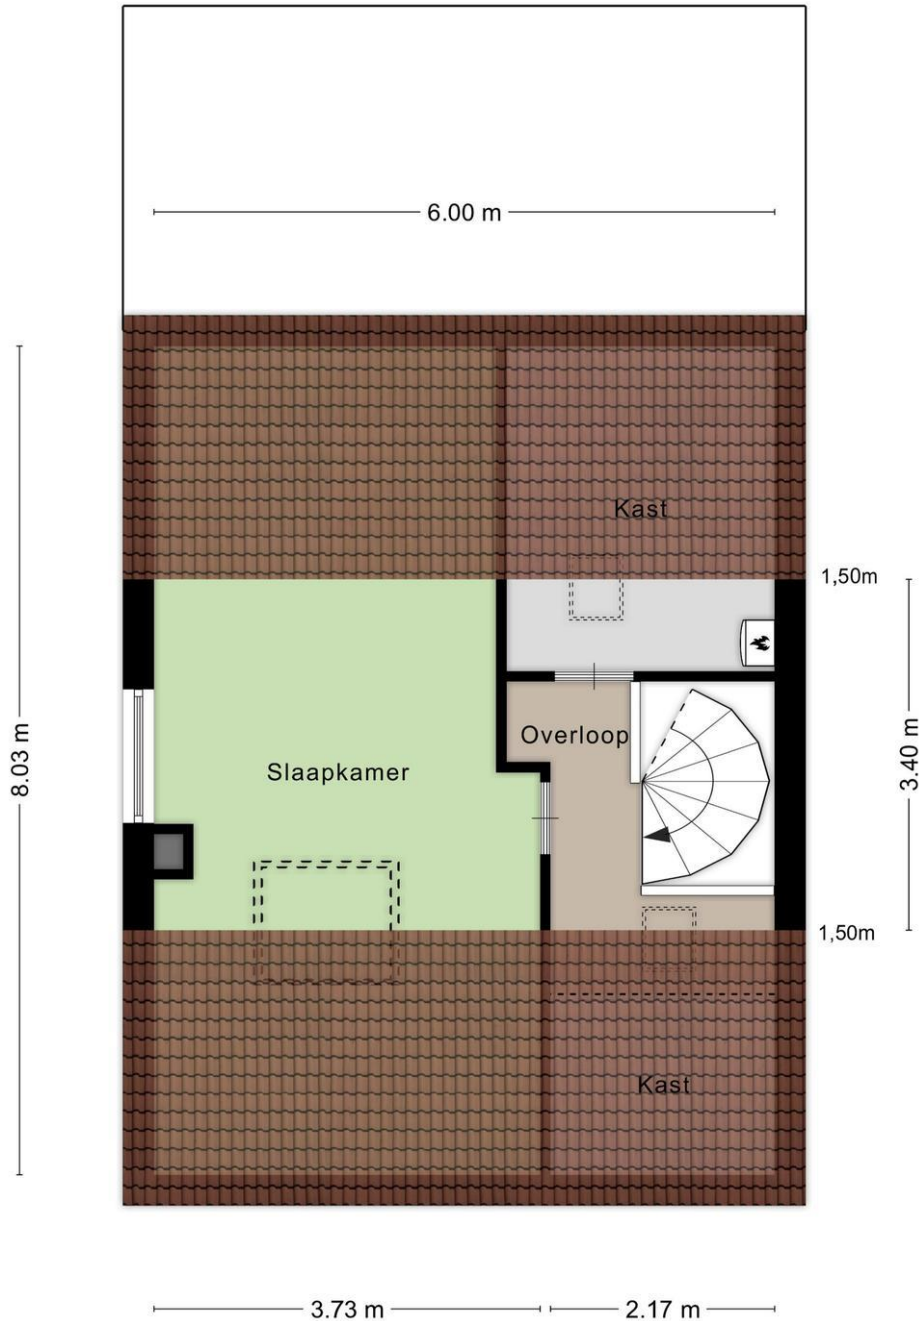 6.00 m
Kast
1,50m
Overloop
8.03 m
Slaapkamer
3.40 m
1,50m
Kast
3.73 m
2.17 m